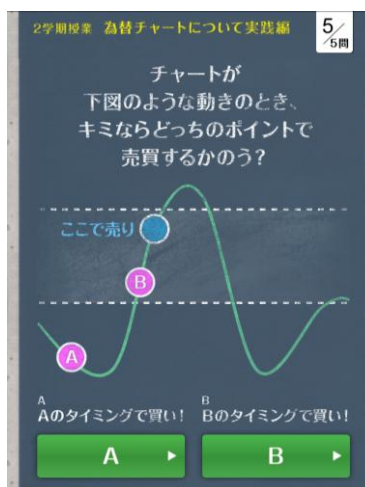 2学期授業 為替チャートについて実践編
5/5問
チャートが
下図のような動きのとき、
キミならどっちのポイントで
売買するかのう?
ここで売り
B
A
A
Aのタイミングで買い!
B
Bのタイミングで買い!
A
B